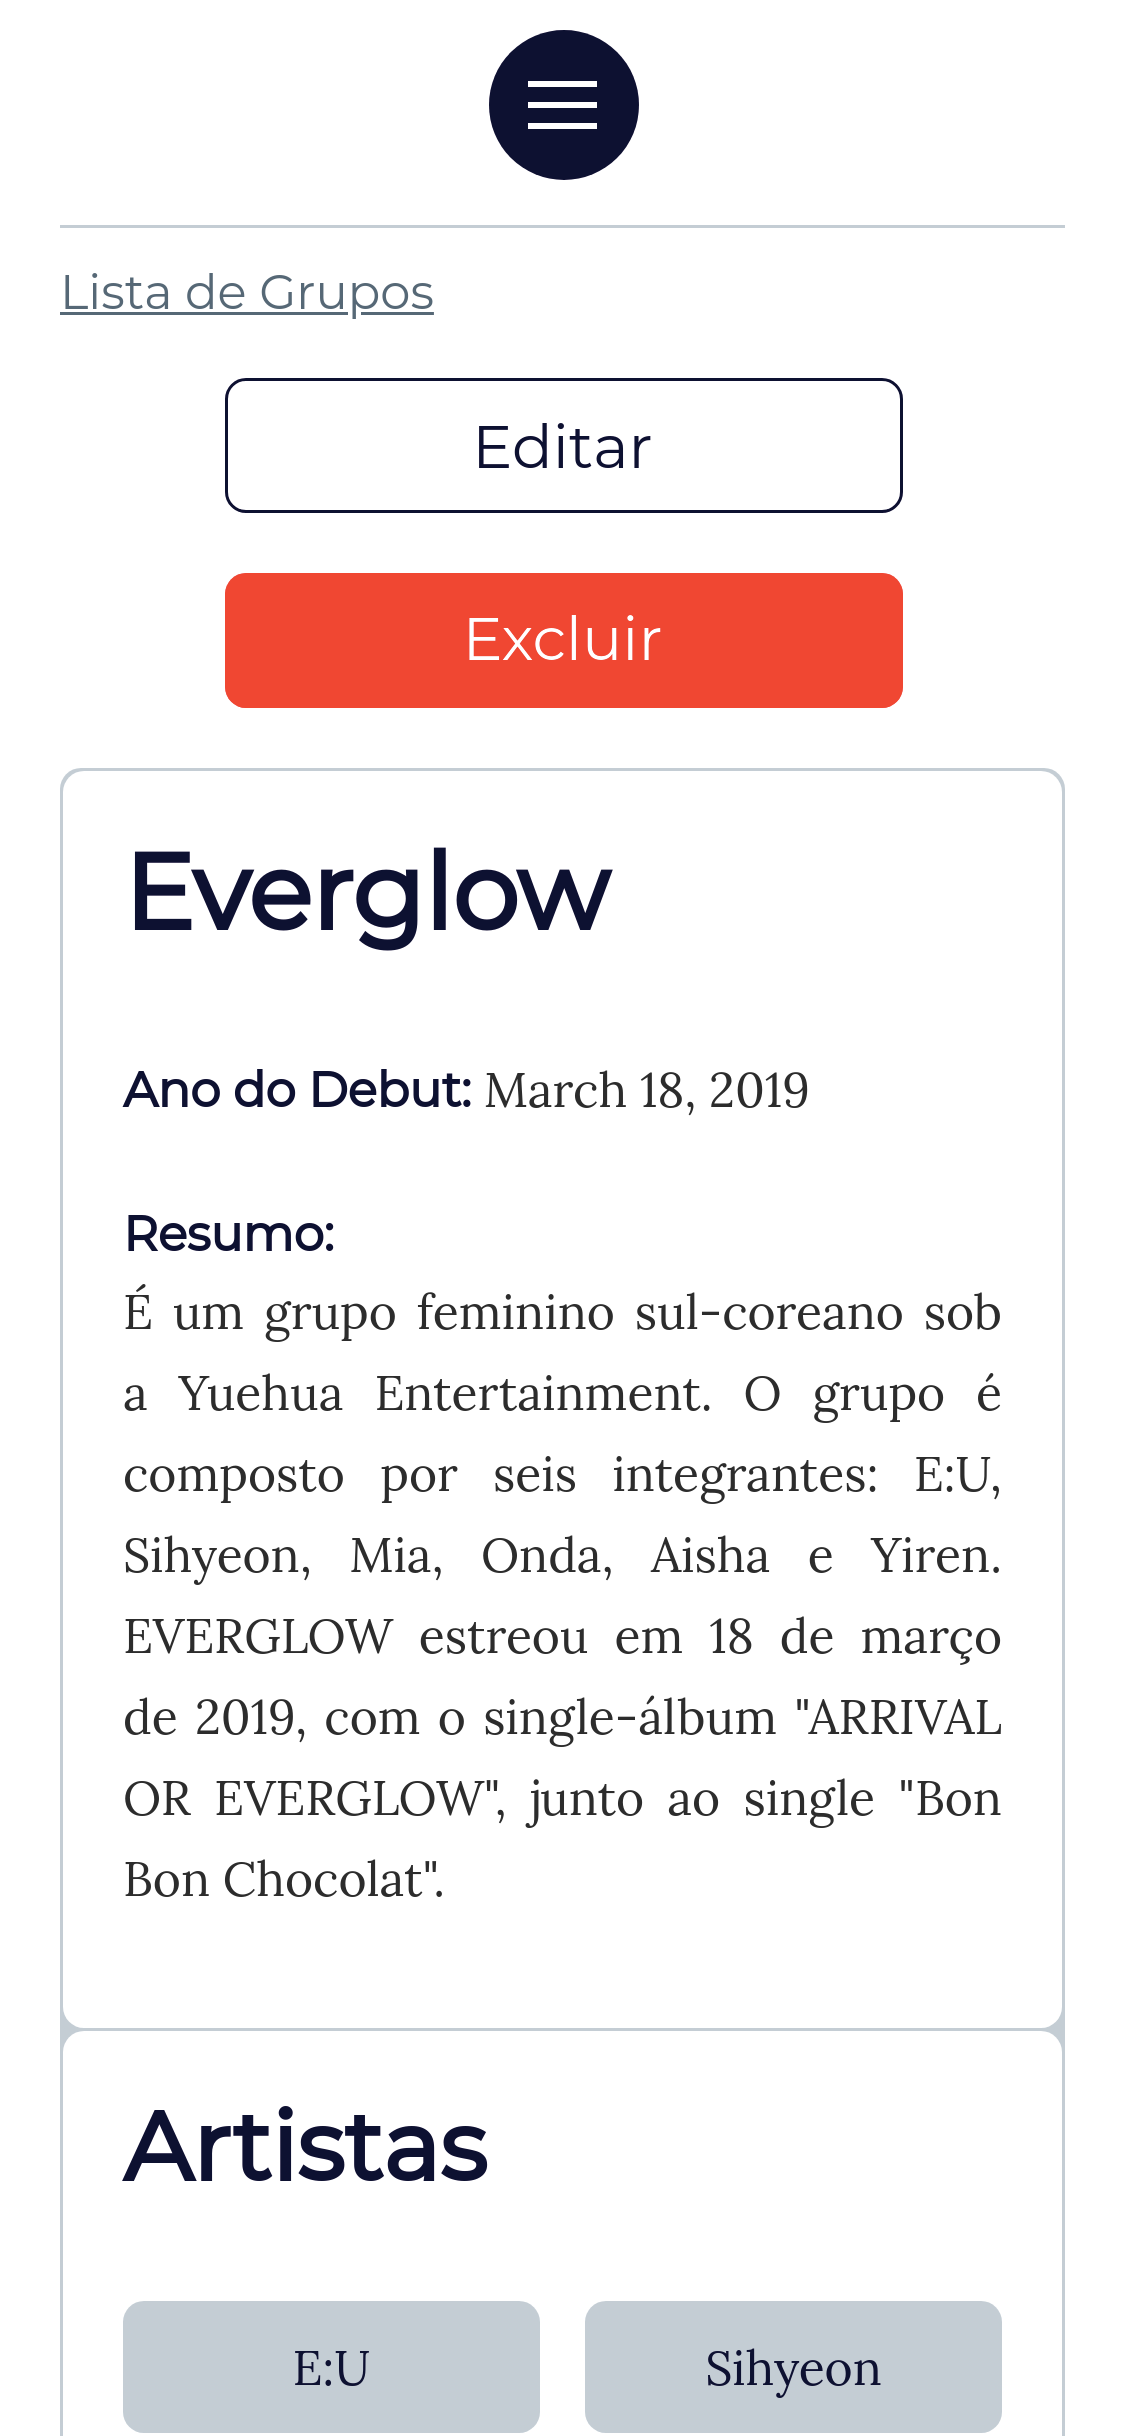 Lista de Grupos
Editar
Excluir
Everglow
Ano do Debut: March 18, 2019
Resumo:
É um grupo feminino sul-coreano sob
a Yuehua Entertainment. O grupo é
composto por seis integrantes: E:U,
Sihyeon, Mia, Onda, Aisha e Yiren.
EVERGLOW estreou em 18 de março
de 2019, com o single-álbum "ARRIVAL
OR EVERGLOW", junto ao single "Bon
Bon Chocolat".
Artistas
E:U
Sihyeon